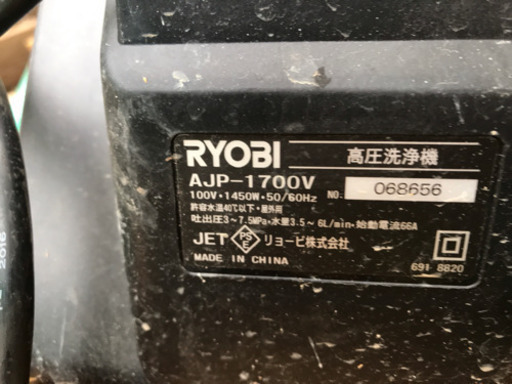 RYOBI 高圧洗浄機
AJP-1700V
100V・1450W・50/60Hz NO. 068656
許容水温40℃以下・屋外用
吐出圧3～7.5MPa・水量3.5～6L/min・始動電流66A
JET PSE リョービ株式会社
MADE IN CHINA
691 8820
2016